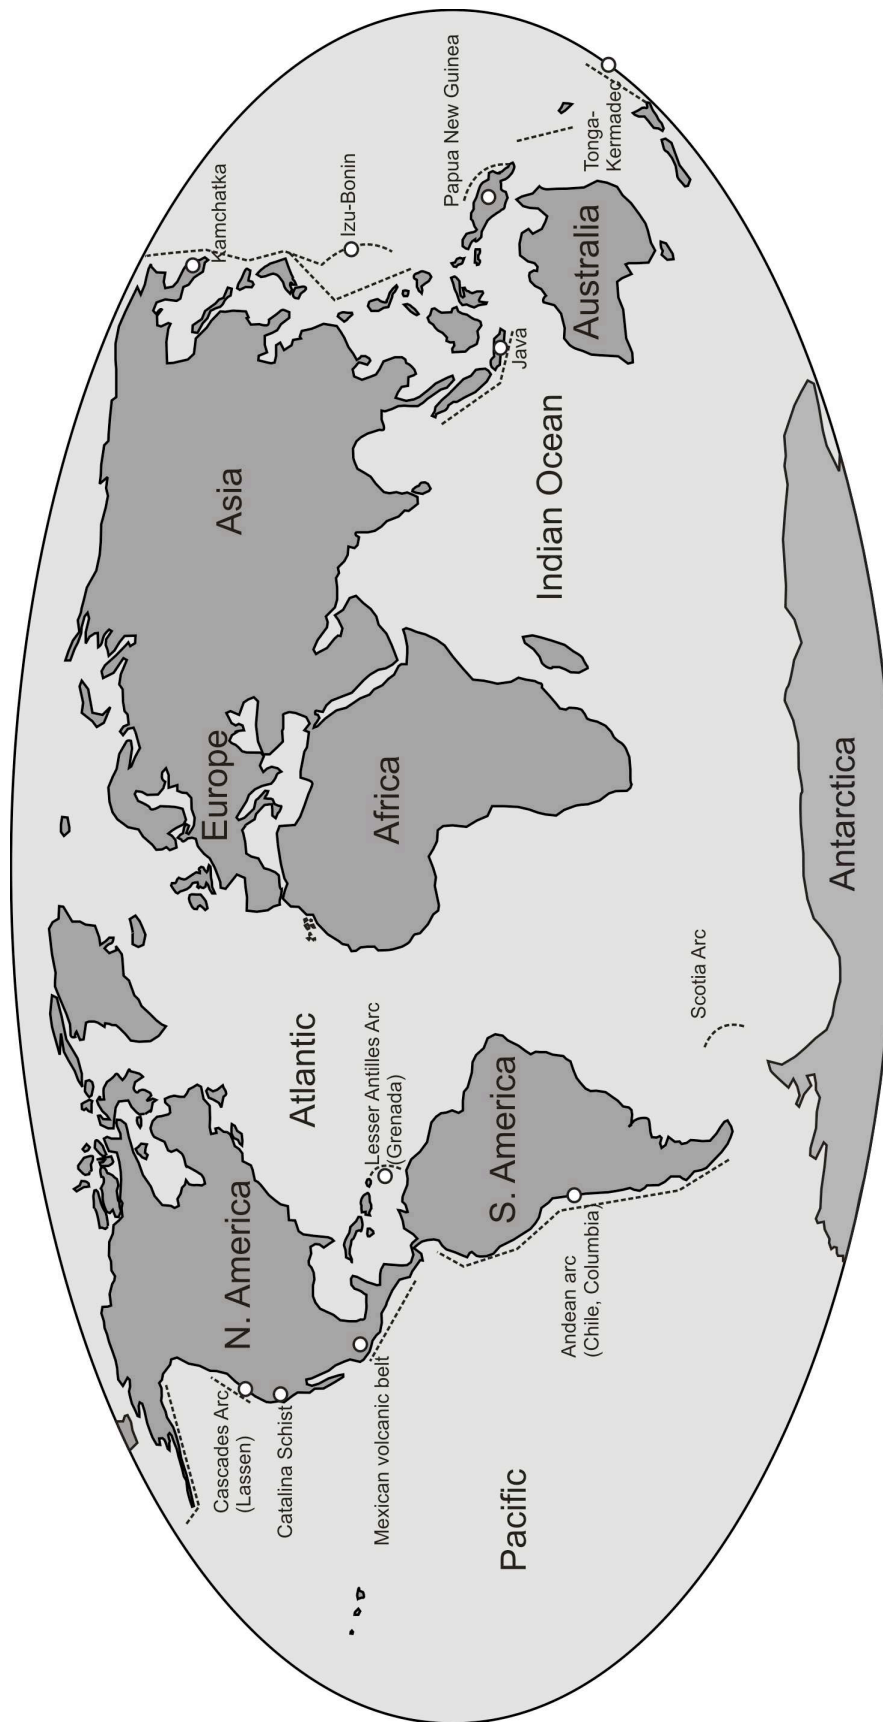 Kamchatka
Izu-Bonin
Papua New Guinea
Tonga-
Kermadec
Asia
Java
Australia
Indian Ocean
Europe
Africa
Antarctica
Atlantic
Lesser Antilles Arc
(Grenada)
Scotia Arc
N. America
S. America
Cascades Arc
(Lassen)
Catalina Schist
Mexican volcanic belt
Andean arc
(Chile, Columbia)
Pacific